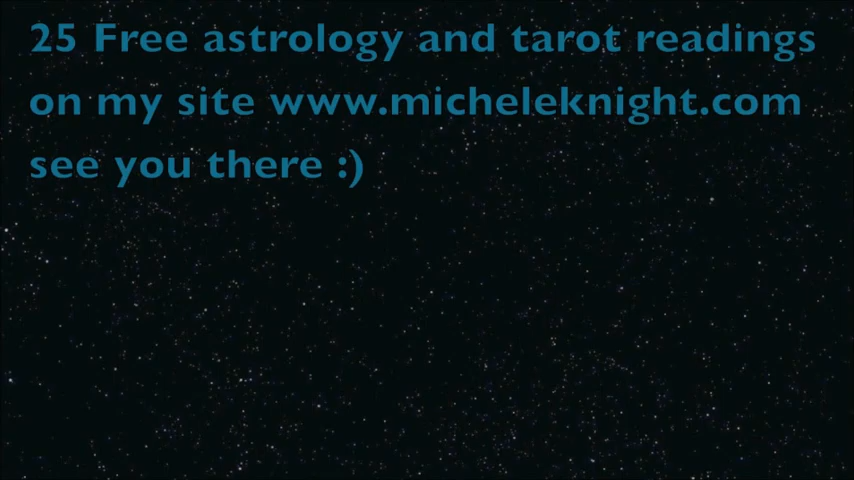 25 Free astrology and tarot readings
on my site www.micheleknight.com
see you there :)